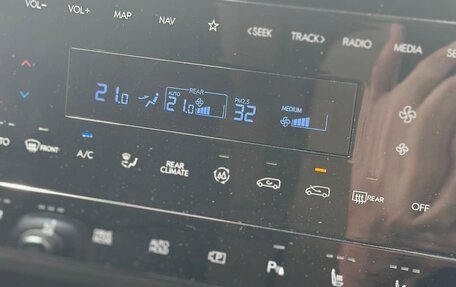 VOL- VOL+ MAP NAV ☆ <SEEK TRACK> RADIO MEDIA
21.0 AUTO REAR 21.0 PM2.5 32 MEDIUM
FRONT A/C REAR CLIMATE A REAR OFF
P